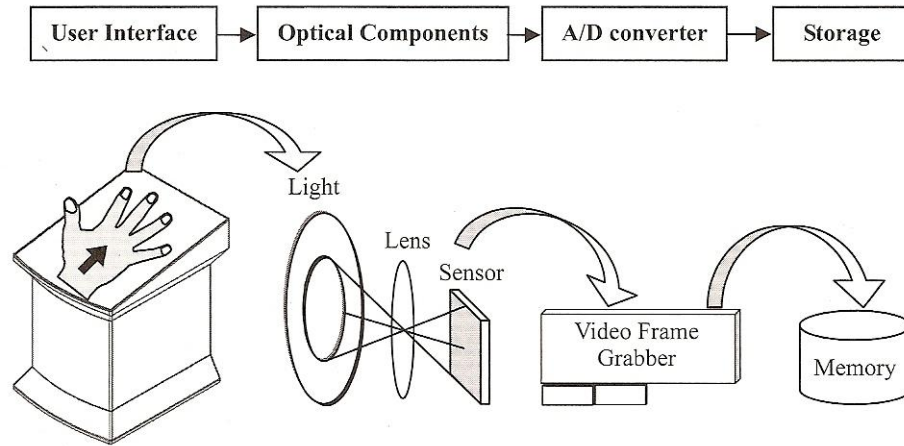 User Interface
Optical Components
A/D converter
Storage
Light
Lens
Sensor
Video Frame
Grabber
Memory